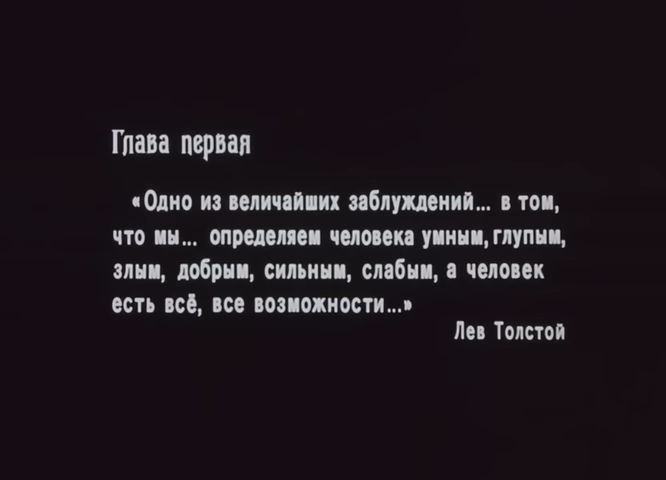 Глава первая
«Одно из величайших заблуждений... в том,
что мы... определяем человека умным, глупым,
злым, добрым, сильным, слабым, а человек
есть всё, все возможности...»
Лев Толстой